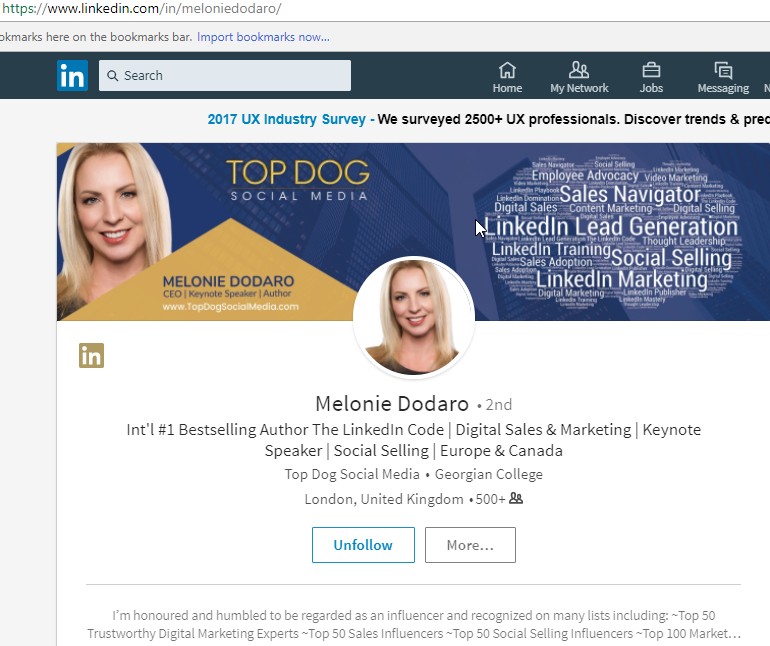 https://www.linkedin.com/in/meloniedodaro/
okmarks here on the bookmarks bar. Import bookmarks now...
in Search
Home My Network Jobs Messaging N
2017 UX Industry Survey - We surveyed 2500+ UX professionals. Discover trends & pred
TOP DOG
SOCIAL MEDIA
MELONIE DODARO
CEO | Keynote Speaker | Author
www.TopDogSocialMedia.com
Sales Navigator Social Selling
Employee Advocacy Video Marketing
LinkedIn Domination Sales Navigator
Digital Sales Content Marketing Digital Selling
LinkedIn Lead Generation
LinkedIn Training Thought Leadership
Sales Adoption Social Selling
LinkedIn Marketing
Digital Marketing LinkedIn Publisher
LinkedIn Training LinkedIn Mastery
in
Melonie Dodaro • 2nd
Int'l #1 Bestselling Author The LinkedIn Code | Digital Sales & Marketing | Keynote
Speaker | Social Selling | Europe & Canada
Top Dog Social Media • Georgian College
London, United Kingdom • 500+
Unfollow More...
I'm honoured and humbled to be regarded as an influencer and recognized on many lists including: ~Top 50
Trustworthy Digital Marketing Experts ~Top 50 Sales Influencers ~Top 50 Social Selling Influencers ~Top 100 Market...